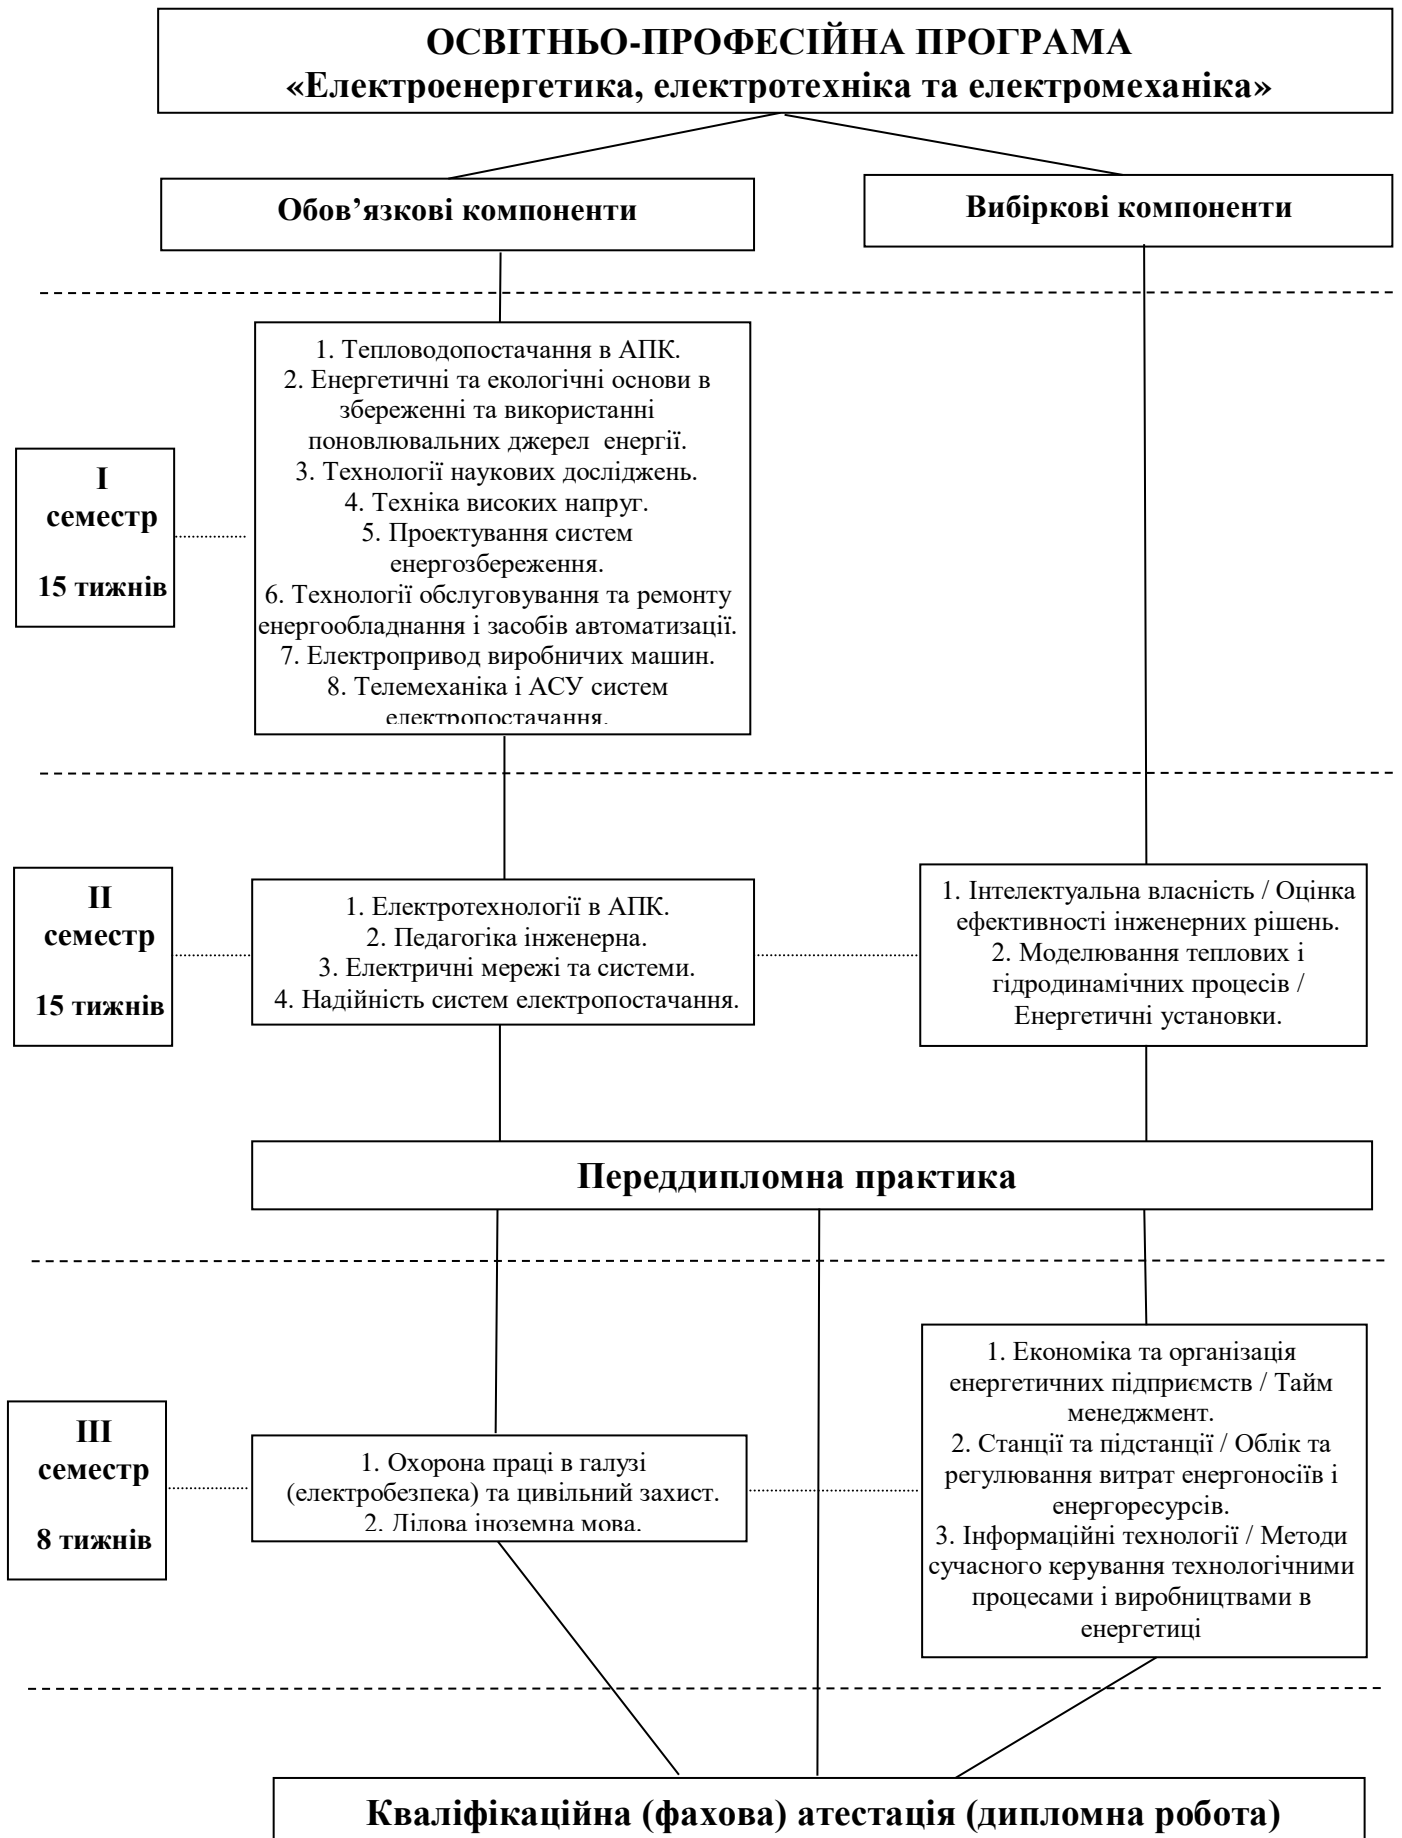 ОСВІТНЬО-ПРОФЕСІЙНА ПРОГРАМА
«Електроенергетика, електротехніка та електромеханіка»
Обов’язкові компоненти
Вибіркові компоненти
І
семестр
15 тижнів
1. Тепловодопостачання в АПК.
2. Енергетичні та екологічні основи в
збереженні та використанні
поновлювальних джерел енергії.
3. Технології наукових досліджень.
4. Техніка високих напруг.
5. Проектування систем
енергозбереження.
6. Технології обслуговування та ремонту
енергообладнання і засобів автоматизації.
7. Електропривод виробничих машин.
8. Телемеханіка і АСУ систем
електропостачання.
ІІ
семестр
15 тижнів
1. Електротехнології в АПК.
2. Педагогіка інженерна.
3. Електричні мережі та системи.
4. Надійність систем електропостачання.
1. Інтелектуальна власність / Оцінка
ефективності інженерних рішень.
2. Моделювання теплових і
гідродинамічних процесів /
Енергетичні установки.
Переддипломна практика
ІІІ
семестр
8 тижнів
1. Охорона праці в галузі
(електробезпека) та цивільний захист.
2. Ділова іноземна мова.
1. Економіка та організація
енергетичних підприємств / Тайм
менеджмент.
2. Станції та підстанції / Облік та
регулювання витрат енергоносіїв і
енергоресурсів.
3. Інформаційні технології / Методи
сучасного керування технологічними
процесами і виробництвами в
енергетиці
Кваліфікаційна (фахова) атестація (дипломна робота)